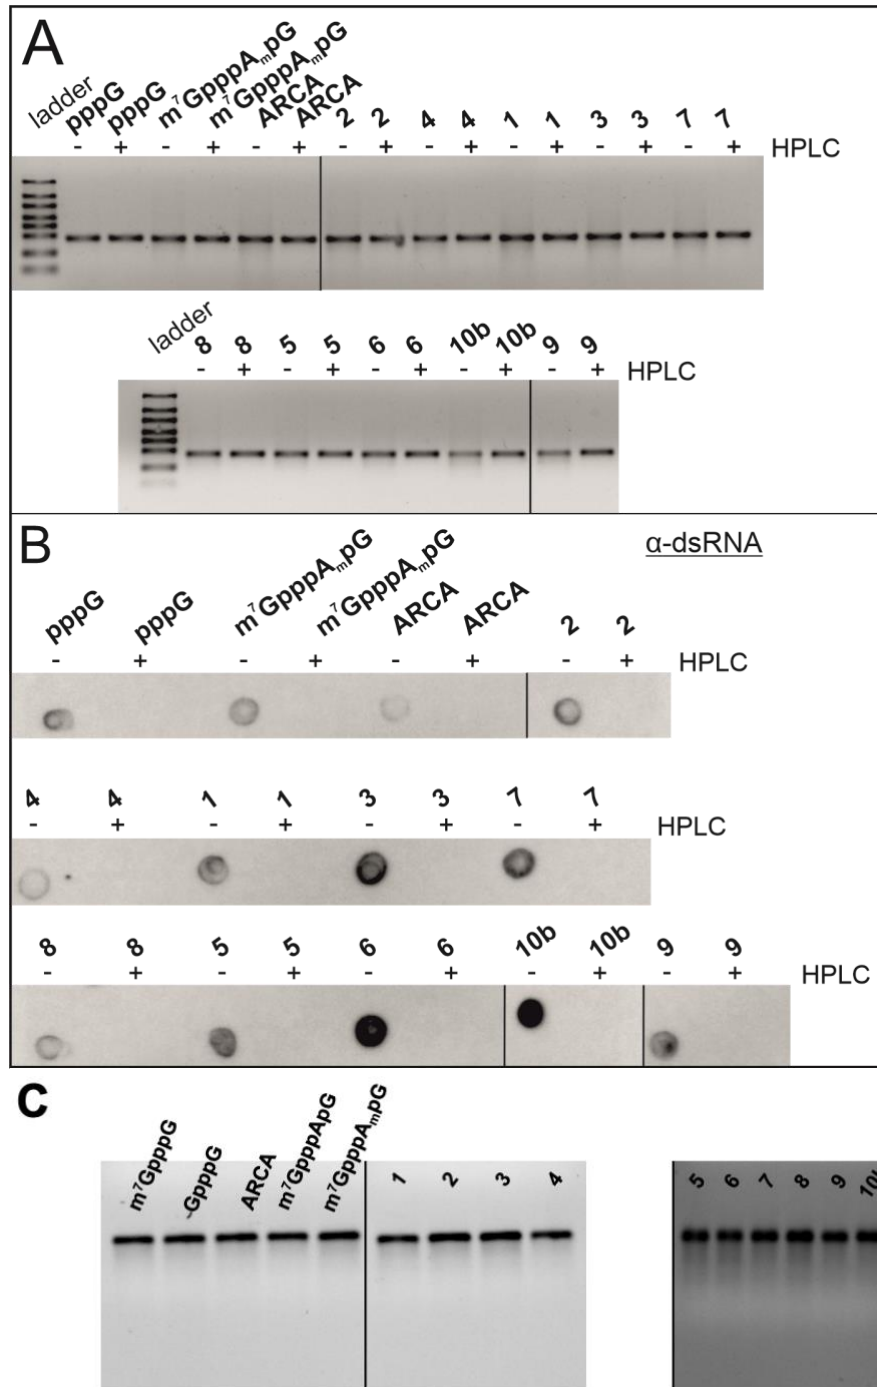 A
ladder pppG pppG m⁷GpppAₘpG m⁷GpppAₘpG ARCA ARCA 2 2 4 4 1 1 3 3 7 7
- + - + - + - + - + - + - + - + HPLC
ladder 8 8 5 5 6 6 10b 10b 9 9
- + - + - + - + - + HPLC
B
α-dsRNA
pppG pppG m⁷GpppAₘpG m⁷GpppAₘpG ARCA ARCA 2 2
- + - + - + - + HPLC
4 4 1 1 3 3 7 7
- + - + - + - + HPLC
8 8 5 5 6 6 10b 10b 9 9
- + - + - + - + - + HPLC
C
m⁷GpppG GpppG ARCA m⁷GpppApG m⁷GpppAₘpG 1 2 3 4 5 6 7 8 9